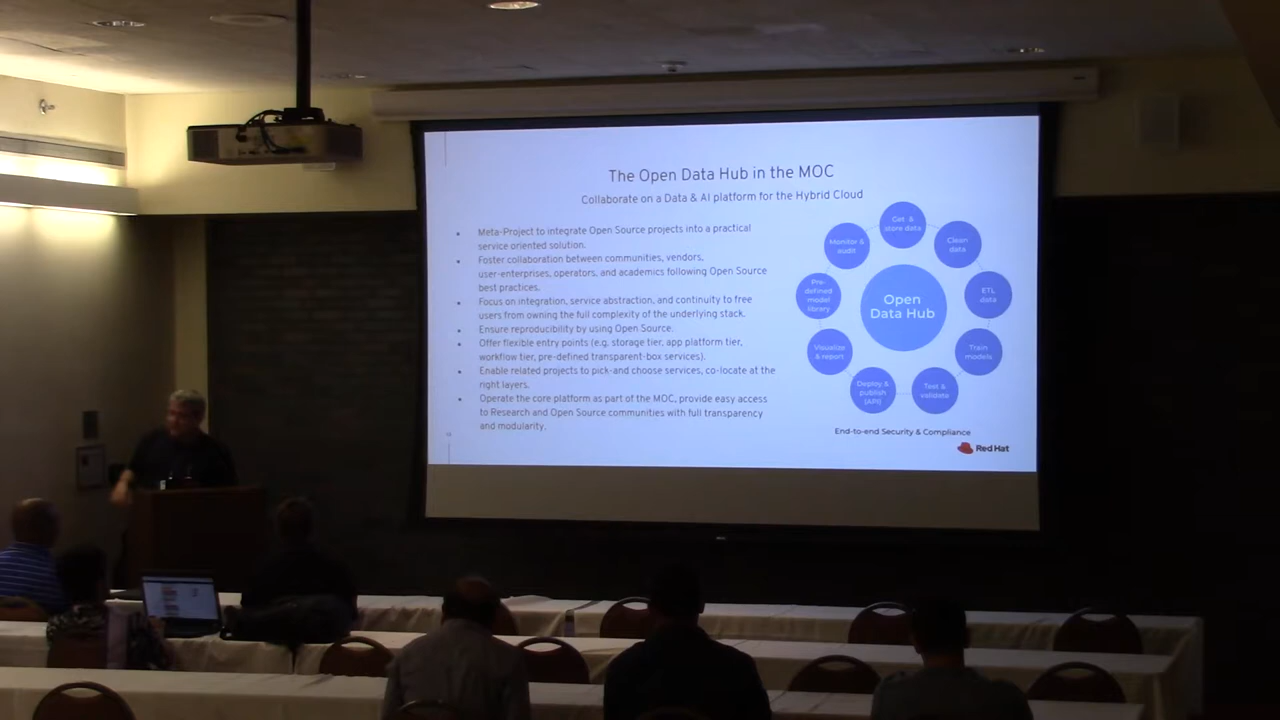 The Open Data Hub in the MOC
Collaborate on a Data & AI platform for the Hybrid Cloud
Meta-Project to integrate Open Source projects into a practical
service oriented solution.
Foster collaboration between communities, vendors,
user-enterprises, operators, and academics following Open Source
best practices.
Focus on integration, service abstraction, and continuity to free
users from owning the full complexity of the underlying stack.
Ensure reproducibility by using Open Source.
Offer flexible entry points (e.g. storage tier, app platform tier,
workflow tier, pre-defined transparent-box services).
Enable related projects to pick-and choose services, co-locate at the
right layers.
Operate the core platform as part of the MOC, provide easy access
to Research and Open Source communities with full transparency
and modularity.
Get &
store data
Clean
data
ETL
data
Train
models
Test &
validate
Deploy &
publish
(API)
Visualize
& report
Pre-
defined
model
library
Monitor &
audit
Open
Data Hub
End-to-end Security & Compliance
Red Hat